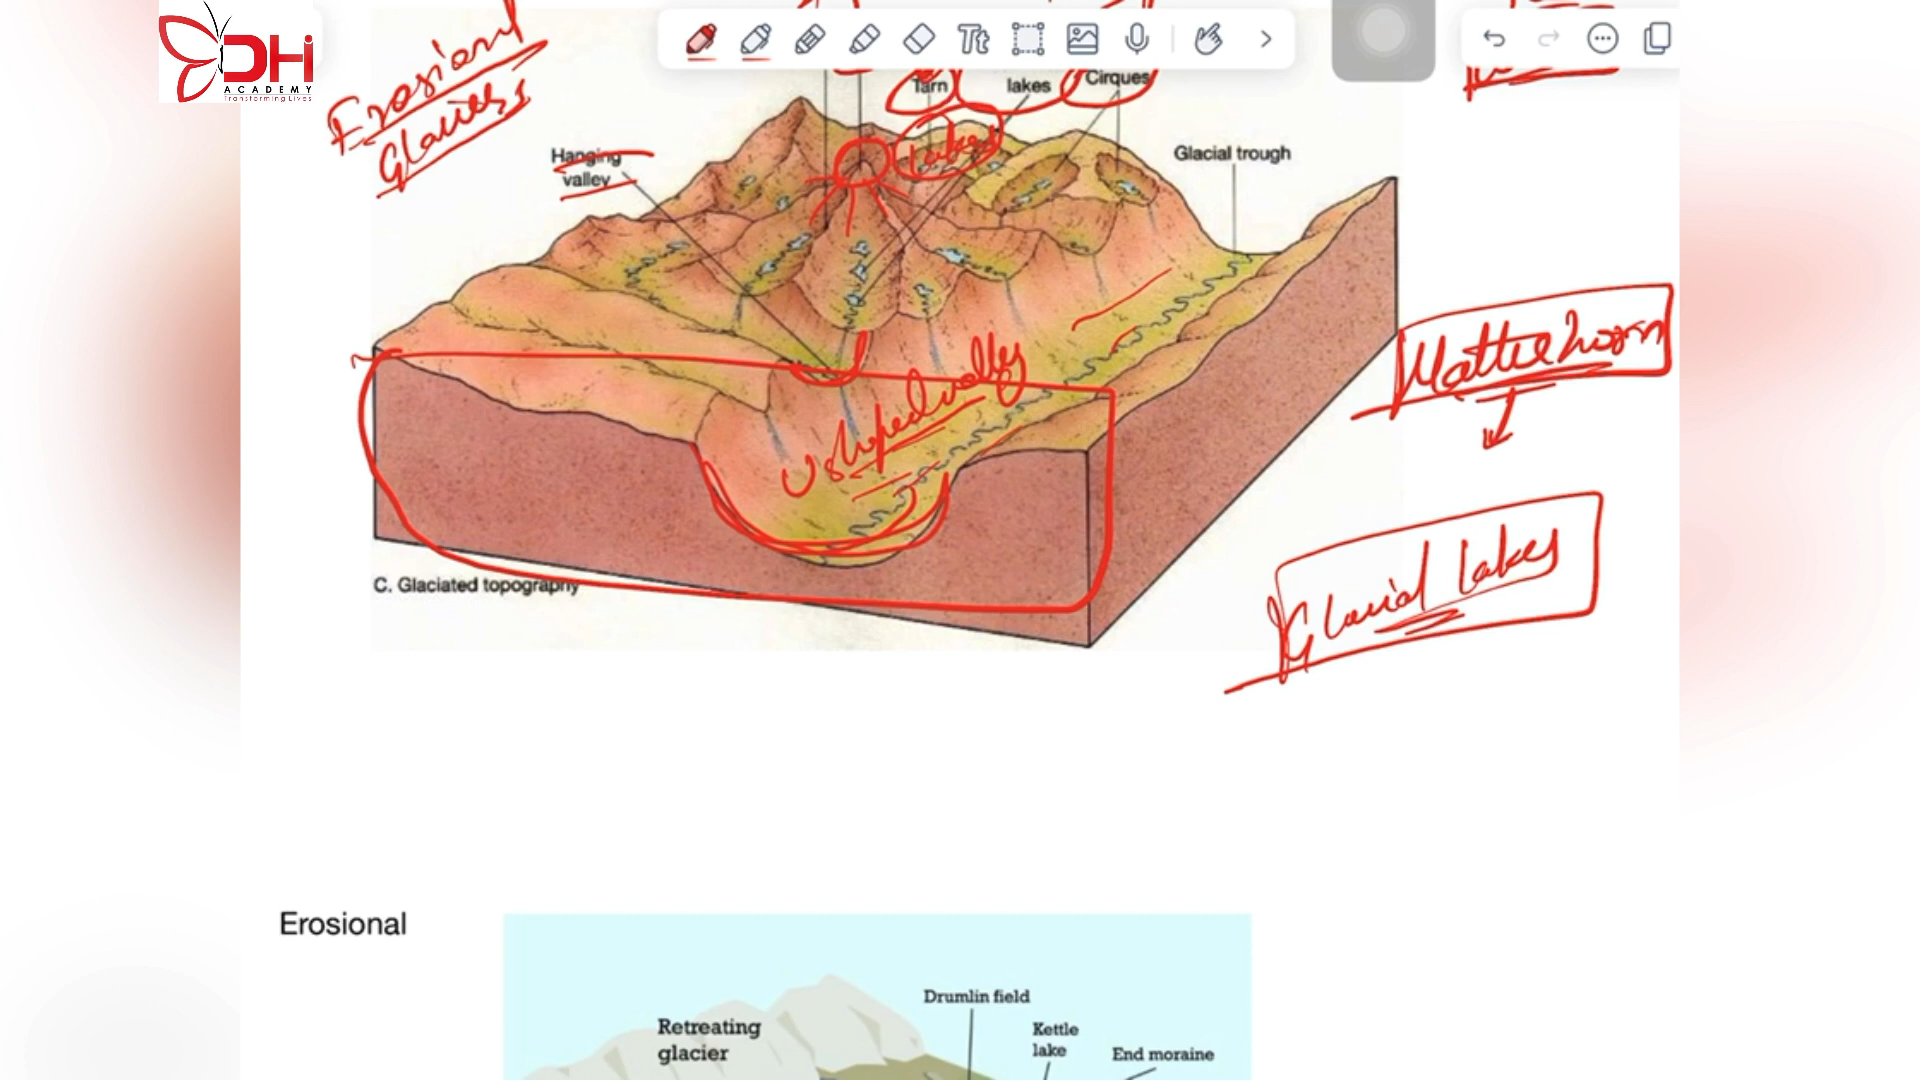 DHi
ACADEMY
Transforming Lives
Tt
Erosional
Glaciers
Tarn
lakes
Cirques
Lakes
Hanging
valley
Glacial trough
Matterhorn
U shaped valley
Glacial lakes
C. Glaciated topography
Erosional
Drumlin field
Retreating
glacier
Kettle
lake
End moraine